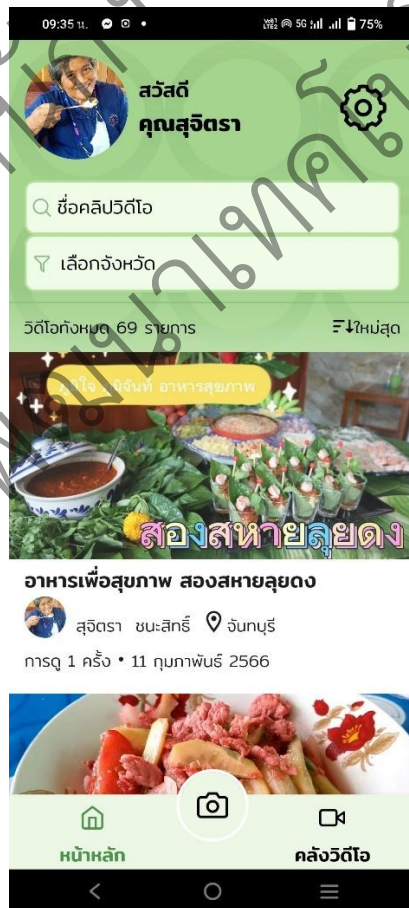 09:35 น. 5G 75%
สวัสดี
คุณสุจิตรา
ชื่อคลิปวิดีโอ
เลือกจังหวัด
วิดีโอทั้งหมด 69 รายการ
ใหม่สุด
อาหารสุขภาพ
สองสหายลุยดง
อาหารเพื่อสุขภาพ สองสหายลุยดง
สุจิตรา ชนะสิทธิ์ จันทบุรี
การดู 1 ครั้ง • 11 กุมภาพันธ์ 2566
หน้าหลัก
คลังวิดีโอ